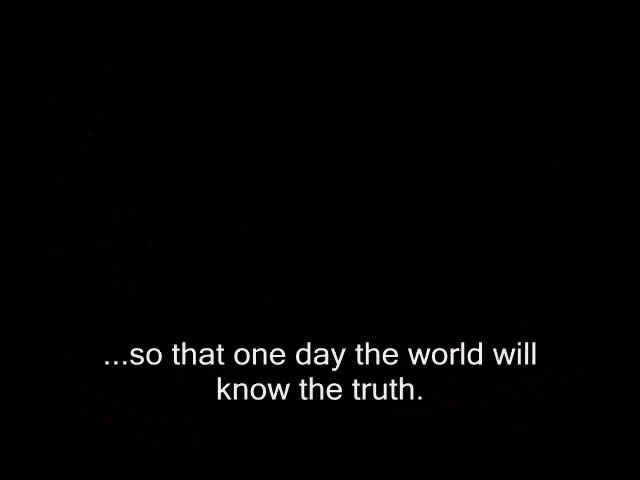 ...so that one day the world will
know the truth.